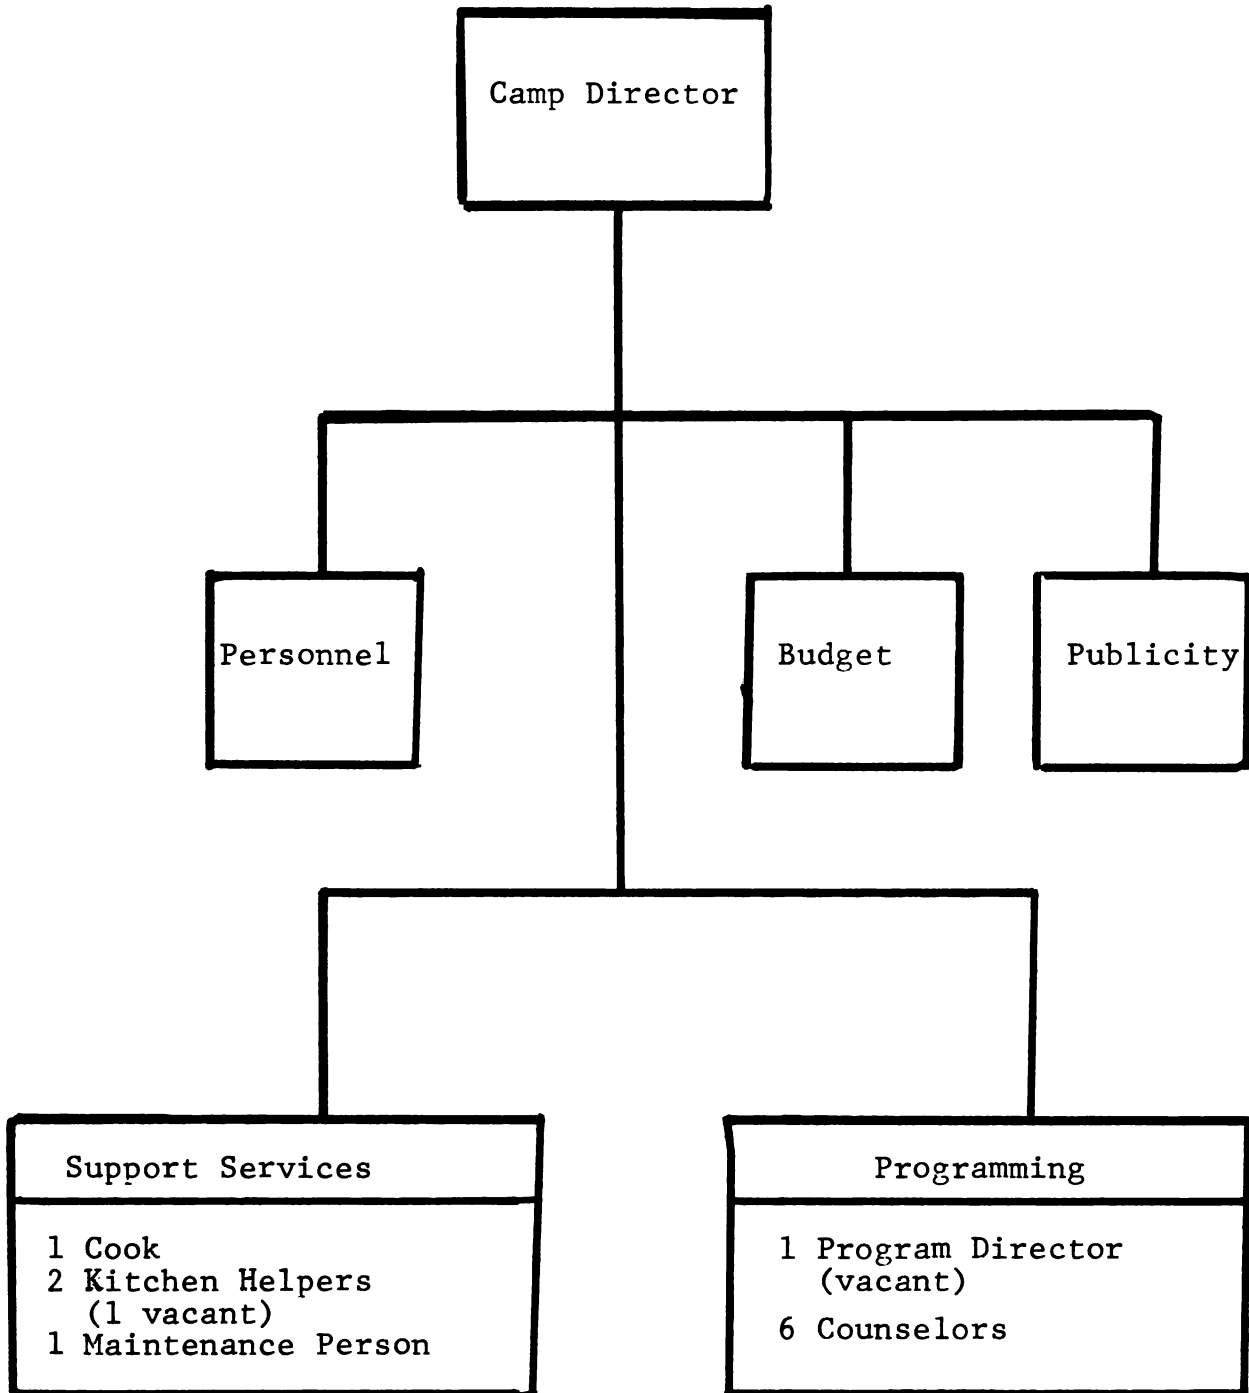 Camp Director
Personnel
Budget
Publicity
Support Services
1 Cook
2 Kitchen Helpers
(1 vacant)
1 Maintenance Person
Programming
1 Program Director
(vacant)
6 Counselors